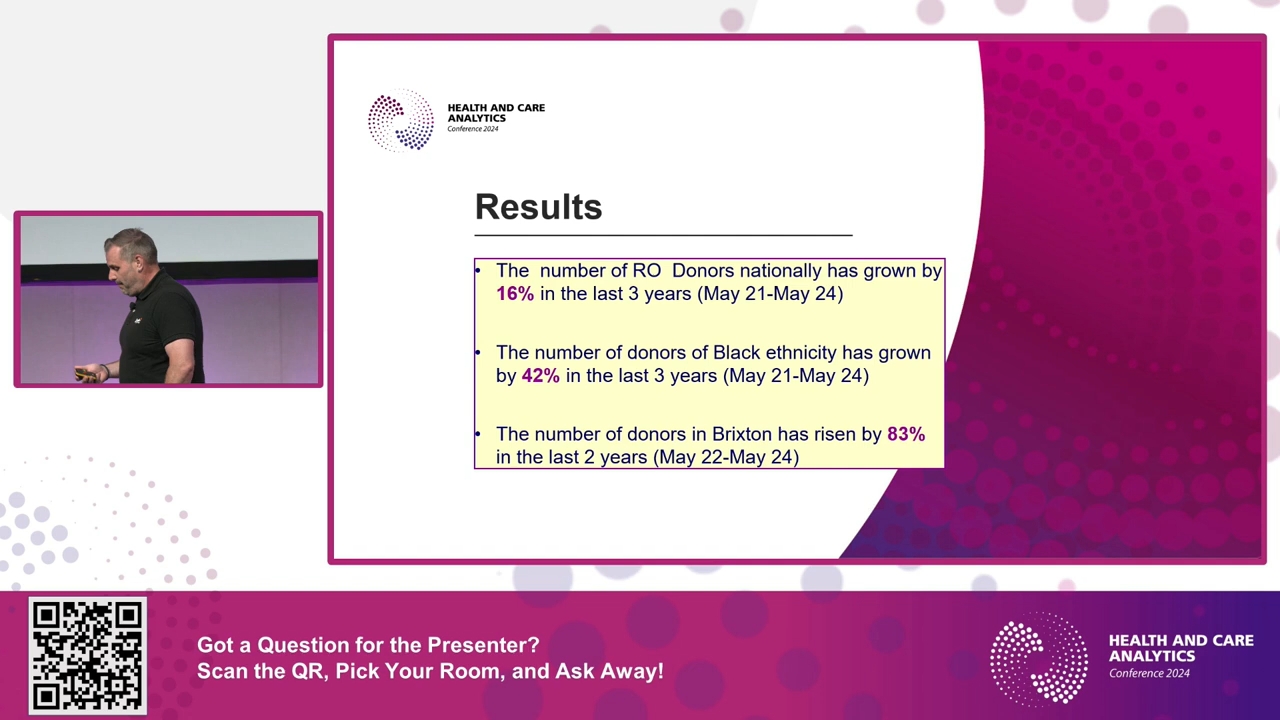 HEALTH AND CARE
ANALYTICS
Conference 2024
Results
• The  number of RO  Donors nationally has grown by
16% in the last 3 years (May 21-May 24)
• The number of donors of Black ethnicity has grown
by 42% in the last 3 years (May 21-May 24)
• The number of donors in Brixton has risen by 83%
in the last 2 years (May 22-May 24)
Got a Question for the Presenter?
Scan the QR, Pick Your Room, and Ask Away!
HEALTH AND CARE
ANALYTICS
Conference 2024